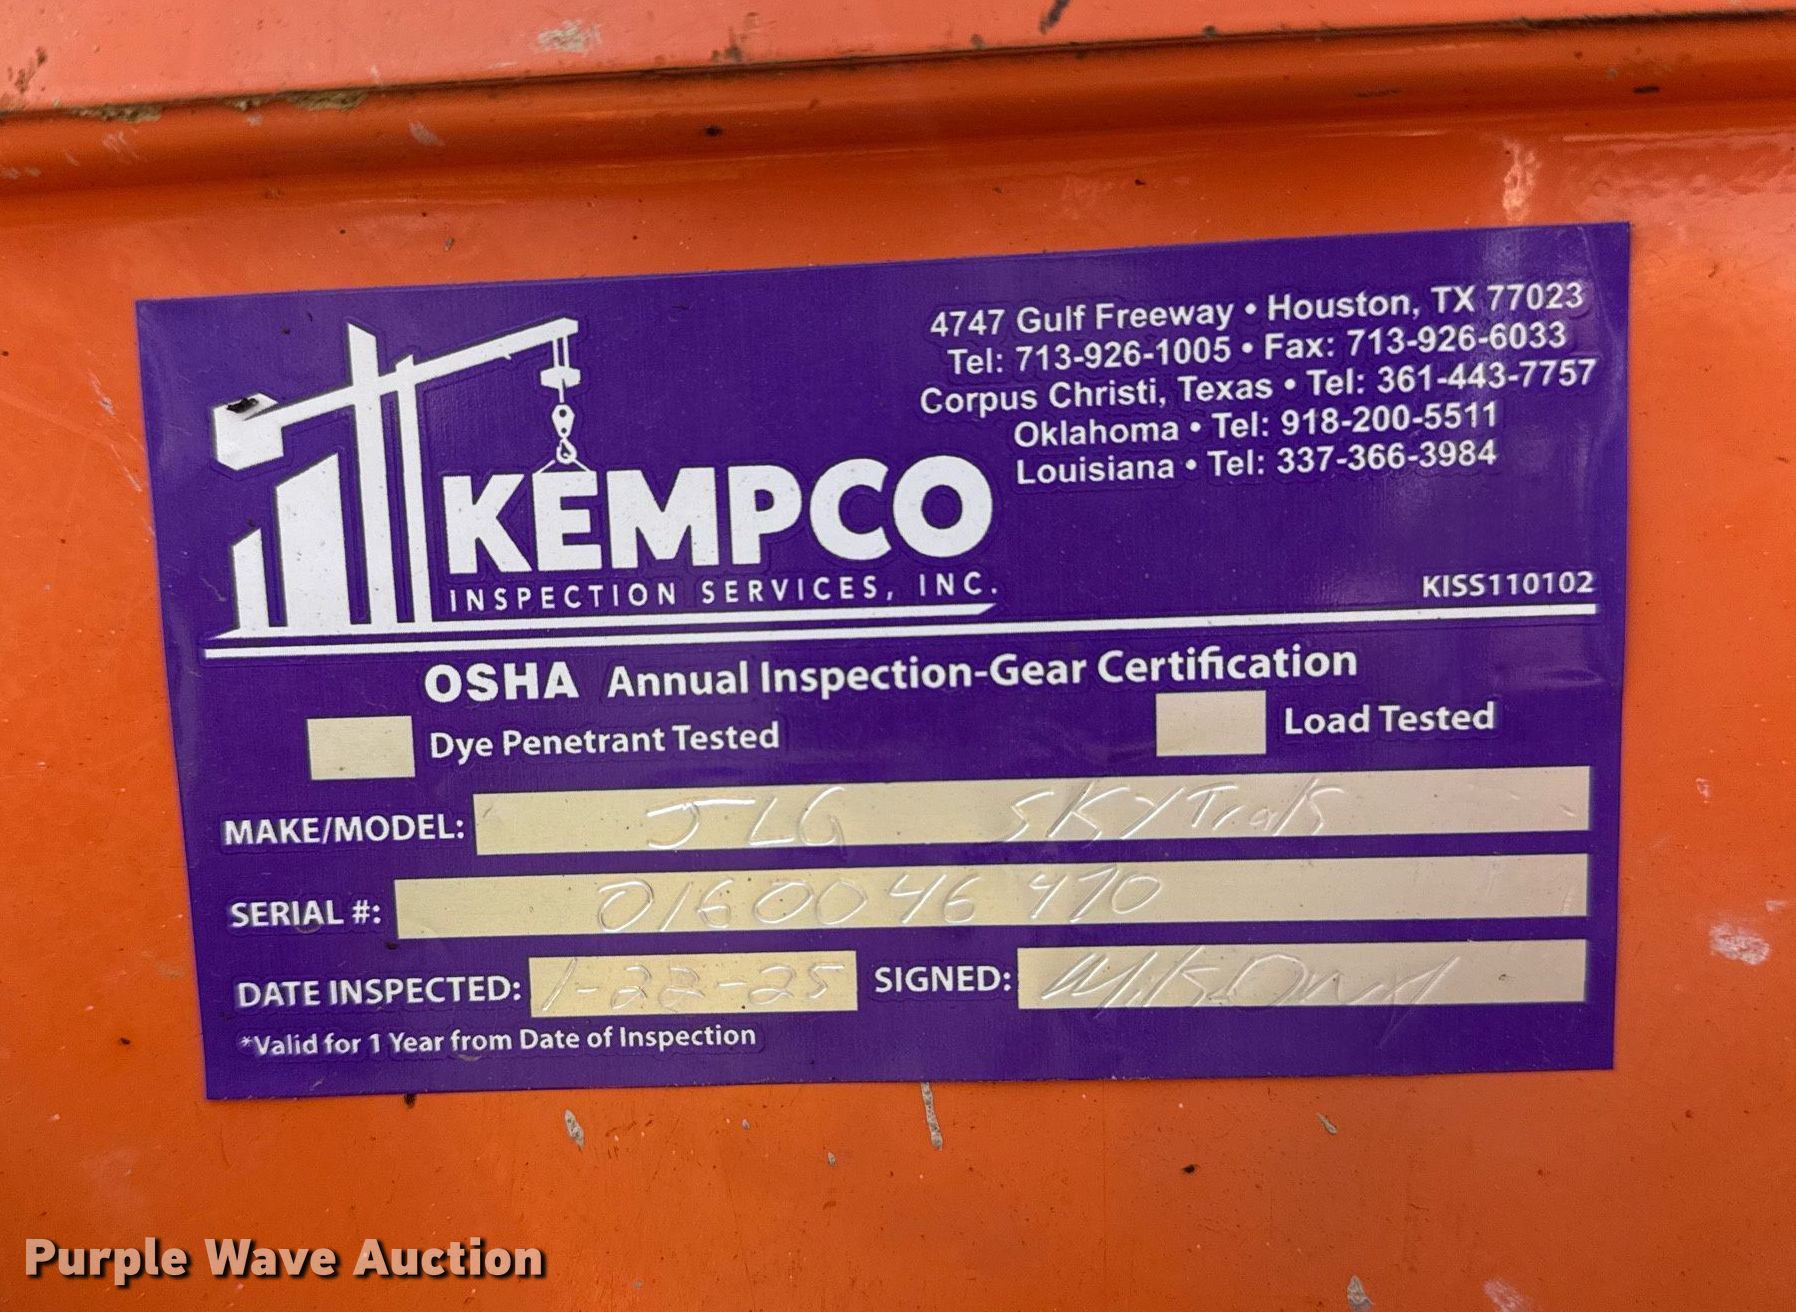 4747 Gulf Freeway • Houston, TX 77023
Tel: 713-926-1005 • Fax: 713-926-6033
Corpus Christi, Texas • Tel: 361-443-7757
Oklahoma • Tel: 918-200-5511
Louisiana • Tel: 337-366-3984
KEMPCO
INSPECTION SERVICES, INC.
KISS110102
OSHA Annual Inspection-Gear Certification
Dye Penetrant Tested Load Tested
MAKE/MODEL: JLG SKYTrak
SERIAL #: 0160046470
DATE INSPECTED: 1-22-25 SIGNED:
*Valid for 1 Year from Date of Inspection
Purple Wave Auction